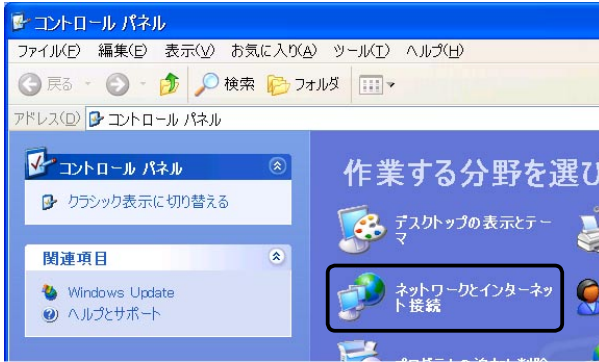 コントロール パネル
ファイル(F) 編集(E) 表示(V) お気に入り(A) ツール(T) ヘルプ(H)
戻る 検索 フォルダ
アドレス(D) コントロール パネル
コントロール パネル
クラシック表示に切り替える
関連項目
Windows Update
ヘルプとサポート
作業する分野を選び
デスクトップの表示とテー
マ
ネットワークとインターネッ
ト接続